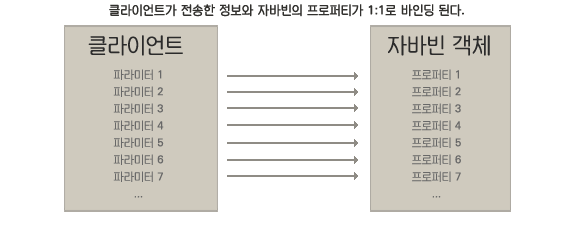 클라이언트가 전송한 정보와 자바빈의 프로퍼티가 1:1로 바인딩 된다.
클라이언트
파라미터 1
파라미터 2
파라미터 3
파라미터 4
파라미터 5
파라미터 6
파라미터 7
...
자바빈 객체
프로퍼티 1
프로퍼티 2
프로퍼티 3
프로퍼티 4
프로퍼티 5
프로퍼티 6
프로퍼티 7
...